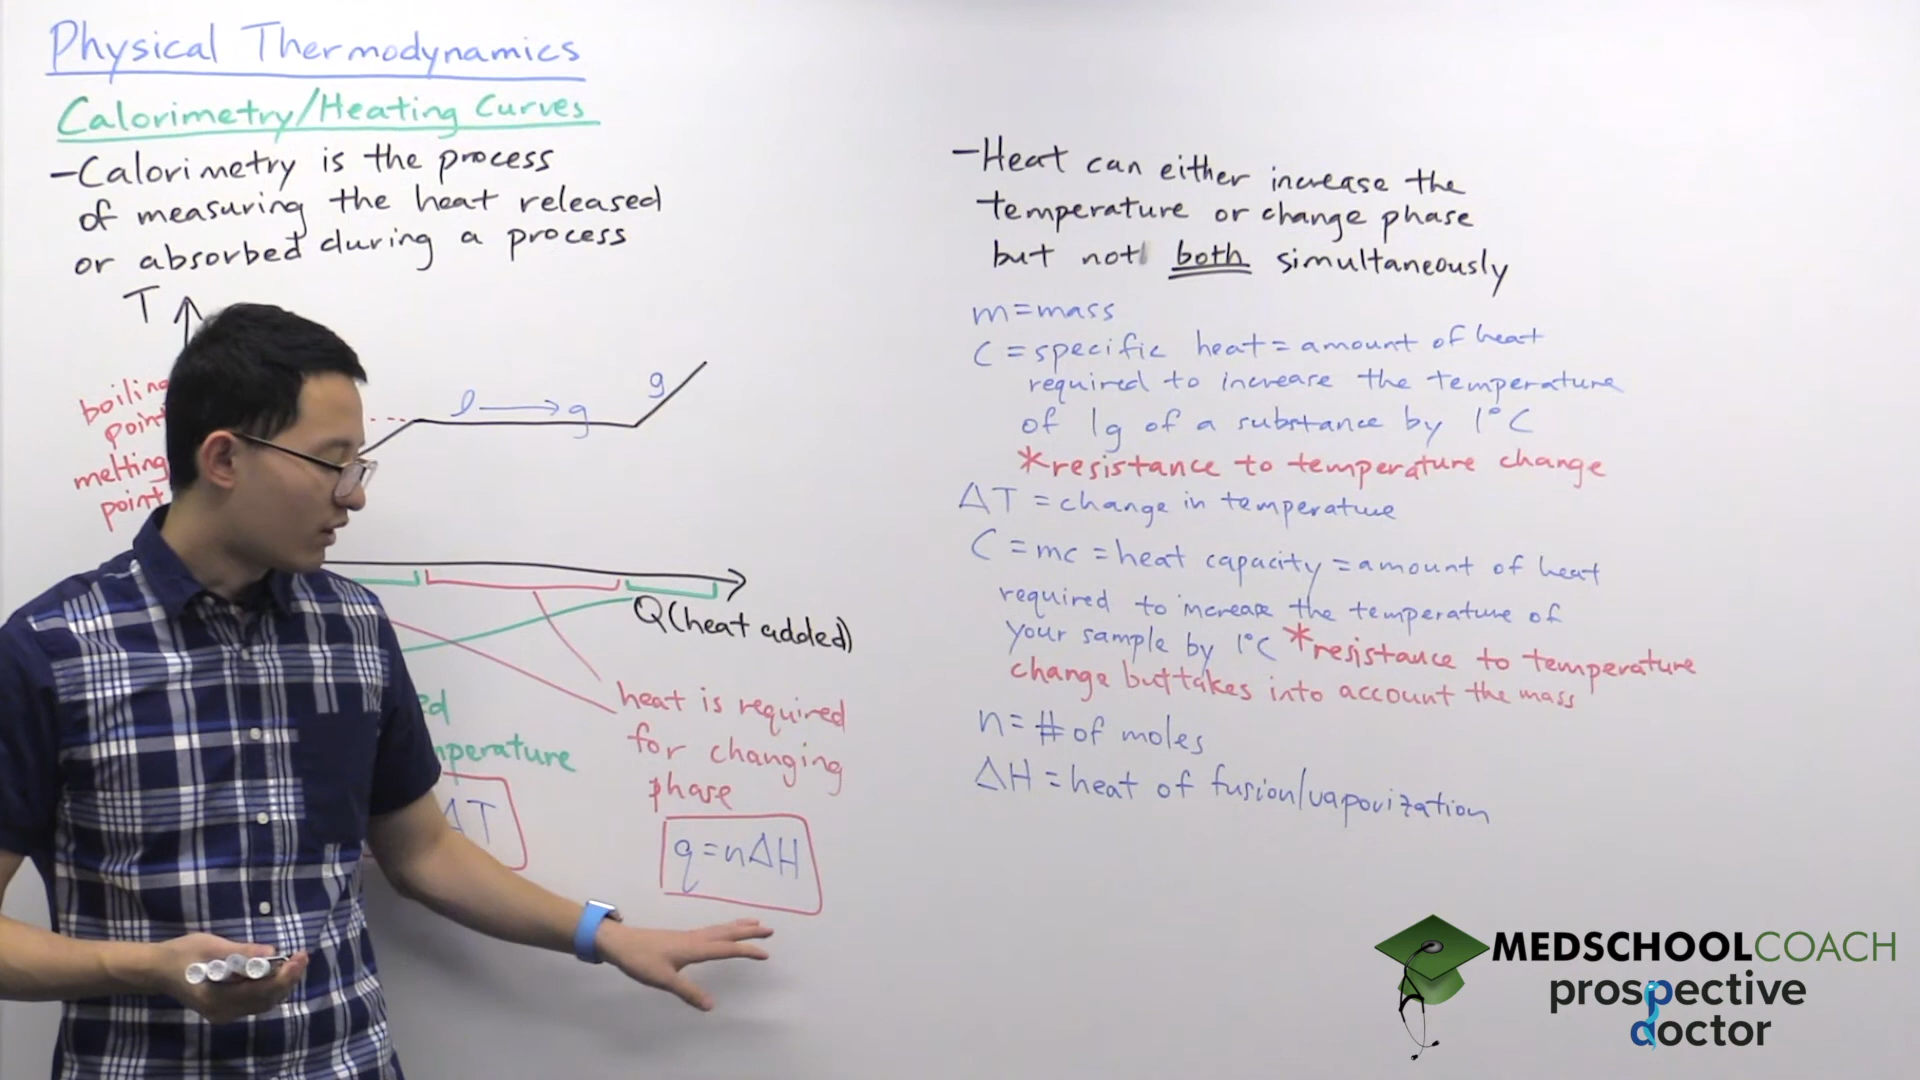 Physical Thermodynamics
Calorimetry/Heating Curves
-Calorimetry is the process
of measuring the heat released
or absorbed during a process
T
boiling
point
melting
point
l → g
g
Q(heat added)
heat is required
for changing
phase
q=nΔH
ΔT
-Heat can either increase the
temperature or change phase
but not both simultaneously
m=mass
c=specific heat=amount of heat
required to increase the temperature
of 1g of a substance by 1°C
*resistance to temperature change
ΔT=change in temperature
C=mc=heat capacity=amount of heat
required to increase the temperature of
your sample by 1°C *resistance to temperature
change but takes into account the mass
n=# of moles
ΔH=heat of fusion/vaporization
MEDSCHOOLCOACH
prospective
doctor